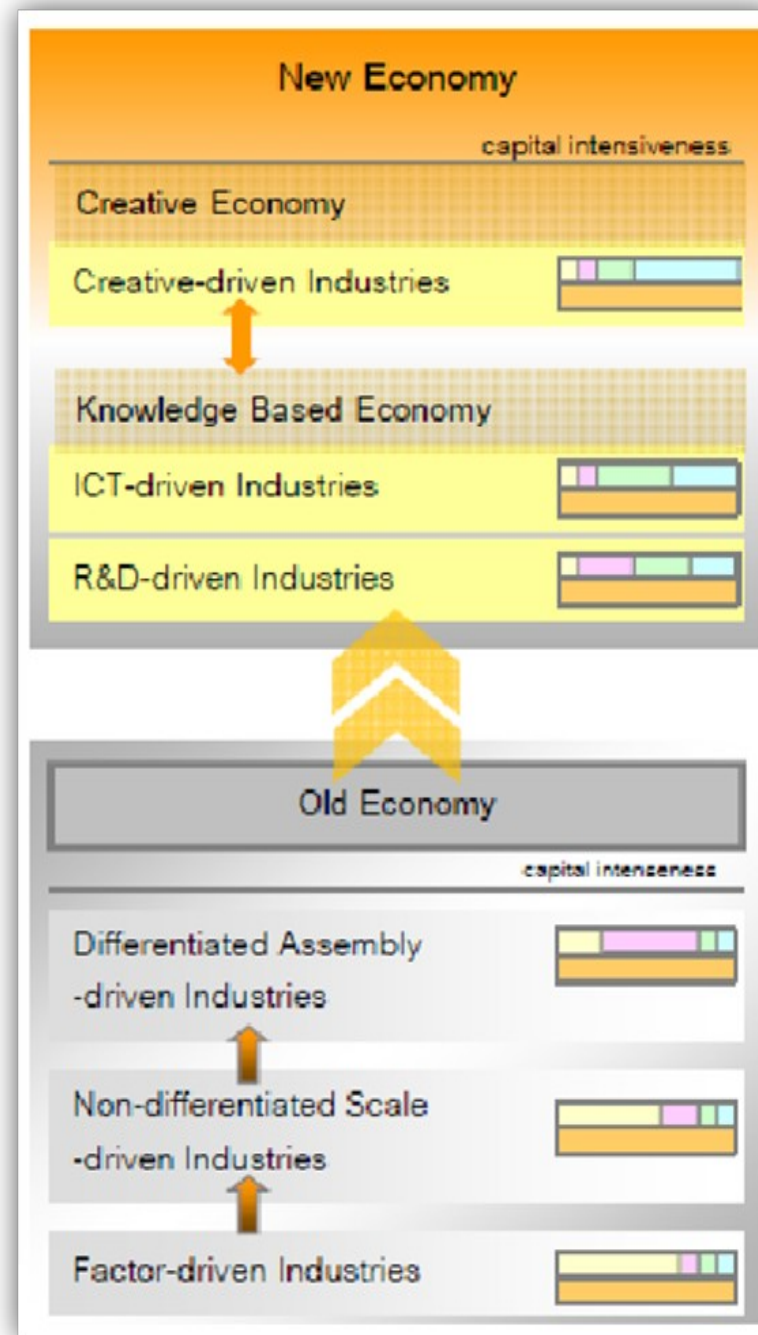 New Economy
capital intensiveness
Creative Economy
Creative-driven Industries
Knowledge Based Economy
ICT-driven Industries
R&D-driven Industries
Old Economy
capital intenseness
Differentiated Assembly
-driven Industries
Non-differentiated Scale
-driven Industries
Factor-driven Industries